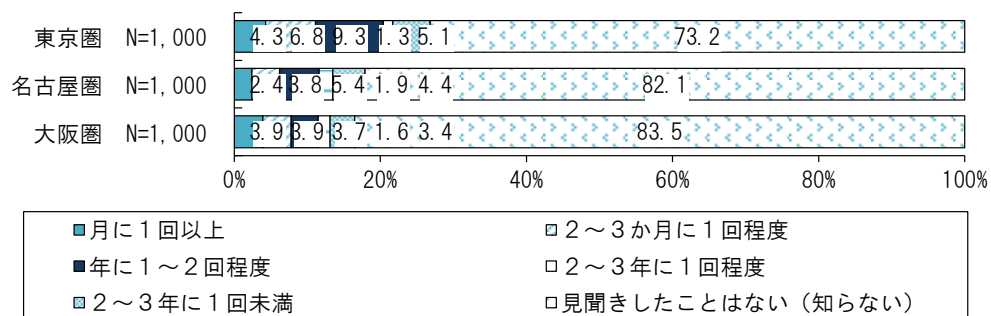 東京圏 N=1,000 4.3 6.8 9.3 1.3 5.1 73.2
名古屋圏 N=1,000 2.4 3.8 5.4 1.9 4.4 82.1
大阪圏 N=1,000 3.9 3.9 3.7 1.6 3.4 83.5
0% 20% 40% 60% 80% 100%
月に１回以上 ２～３か月に１回程度
年に１～２回程度 ２～３年に１回程度
２～３年に１回未満 見聞きしたことはない（知らない）